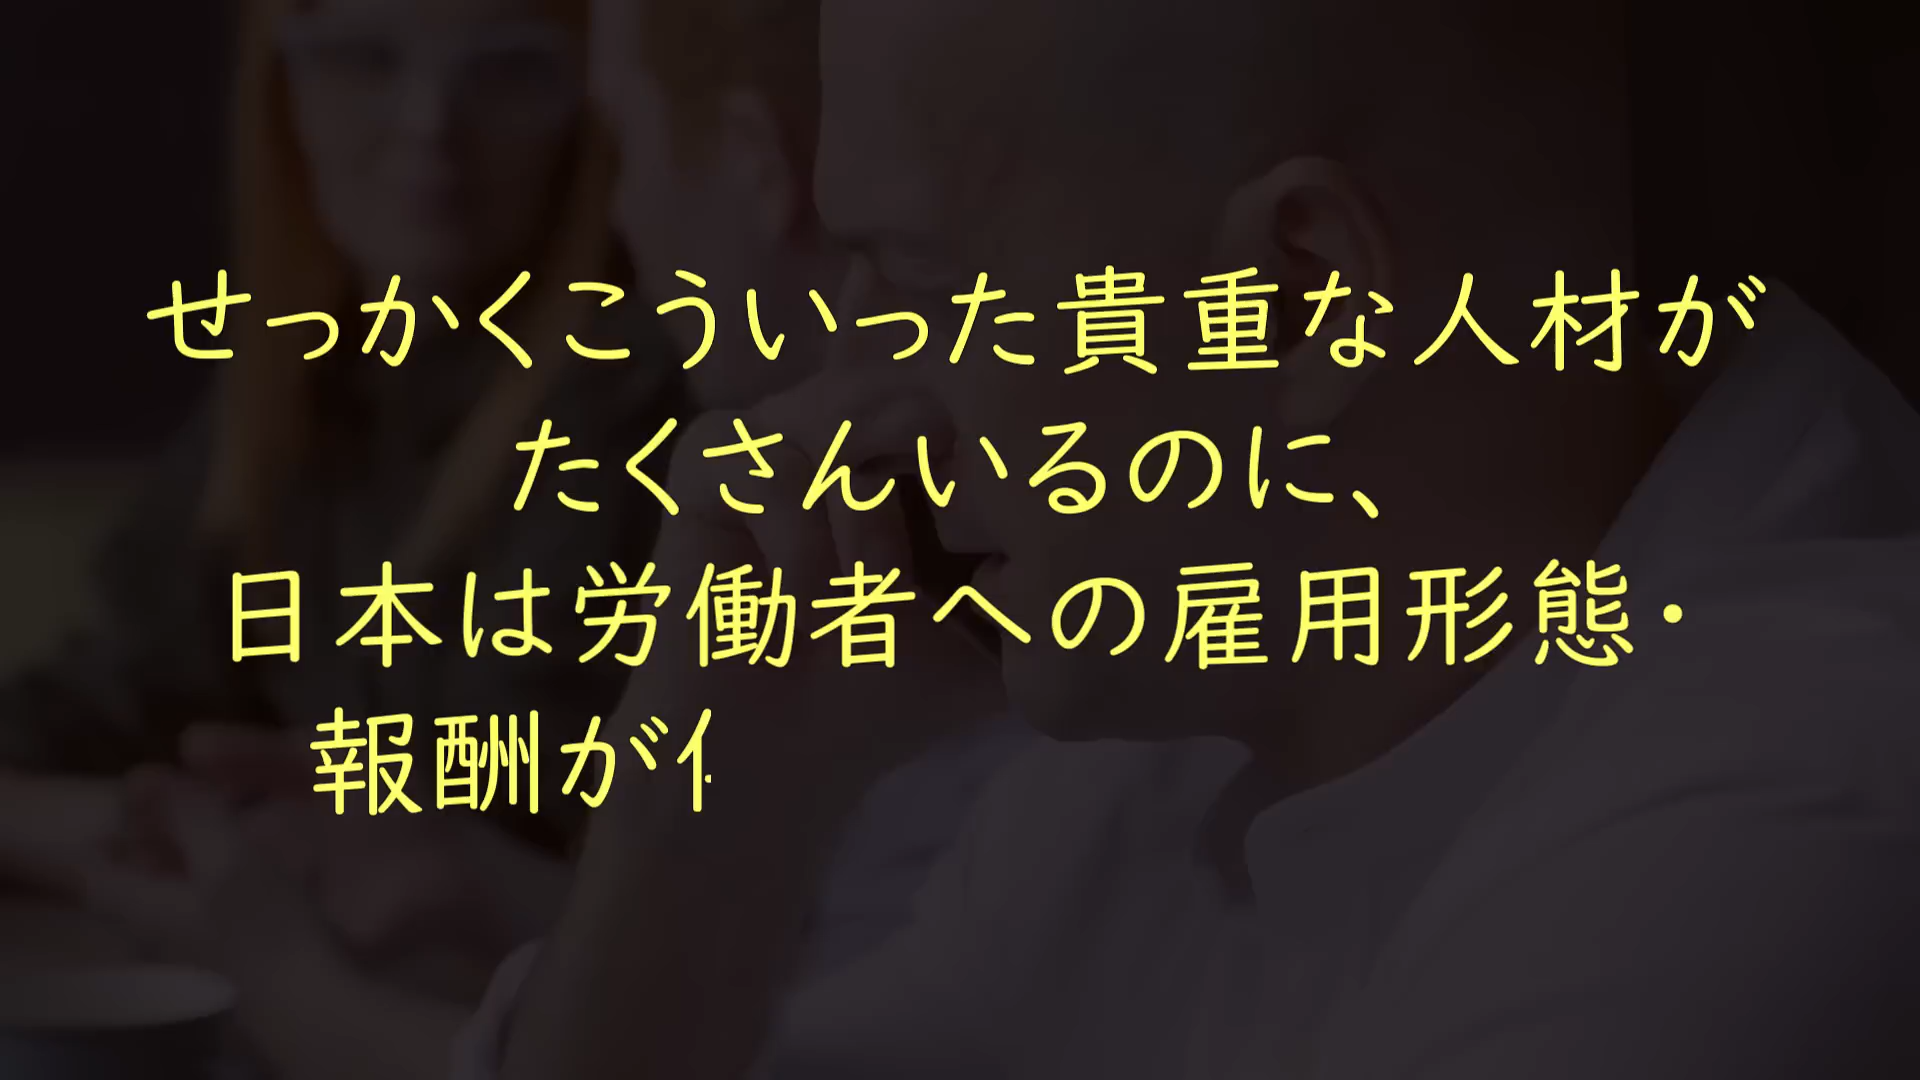 せっかくこういった貴重な人材が
たくさんいるのに、
日本は労働者への雇用形態・
報酬が